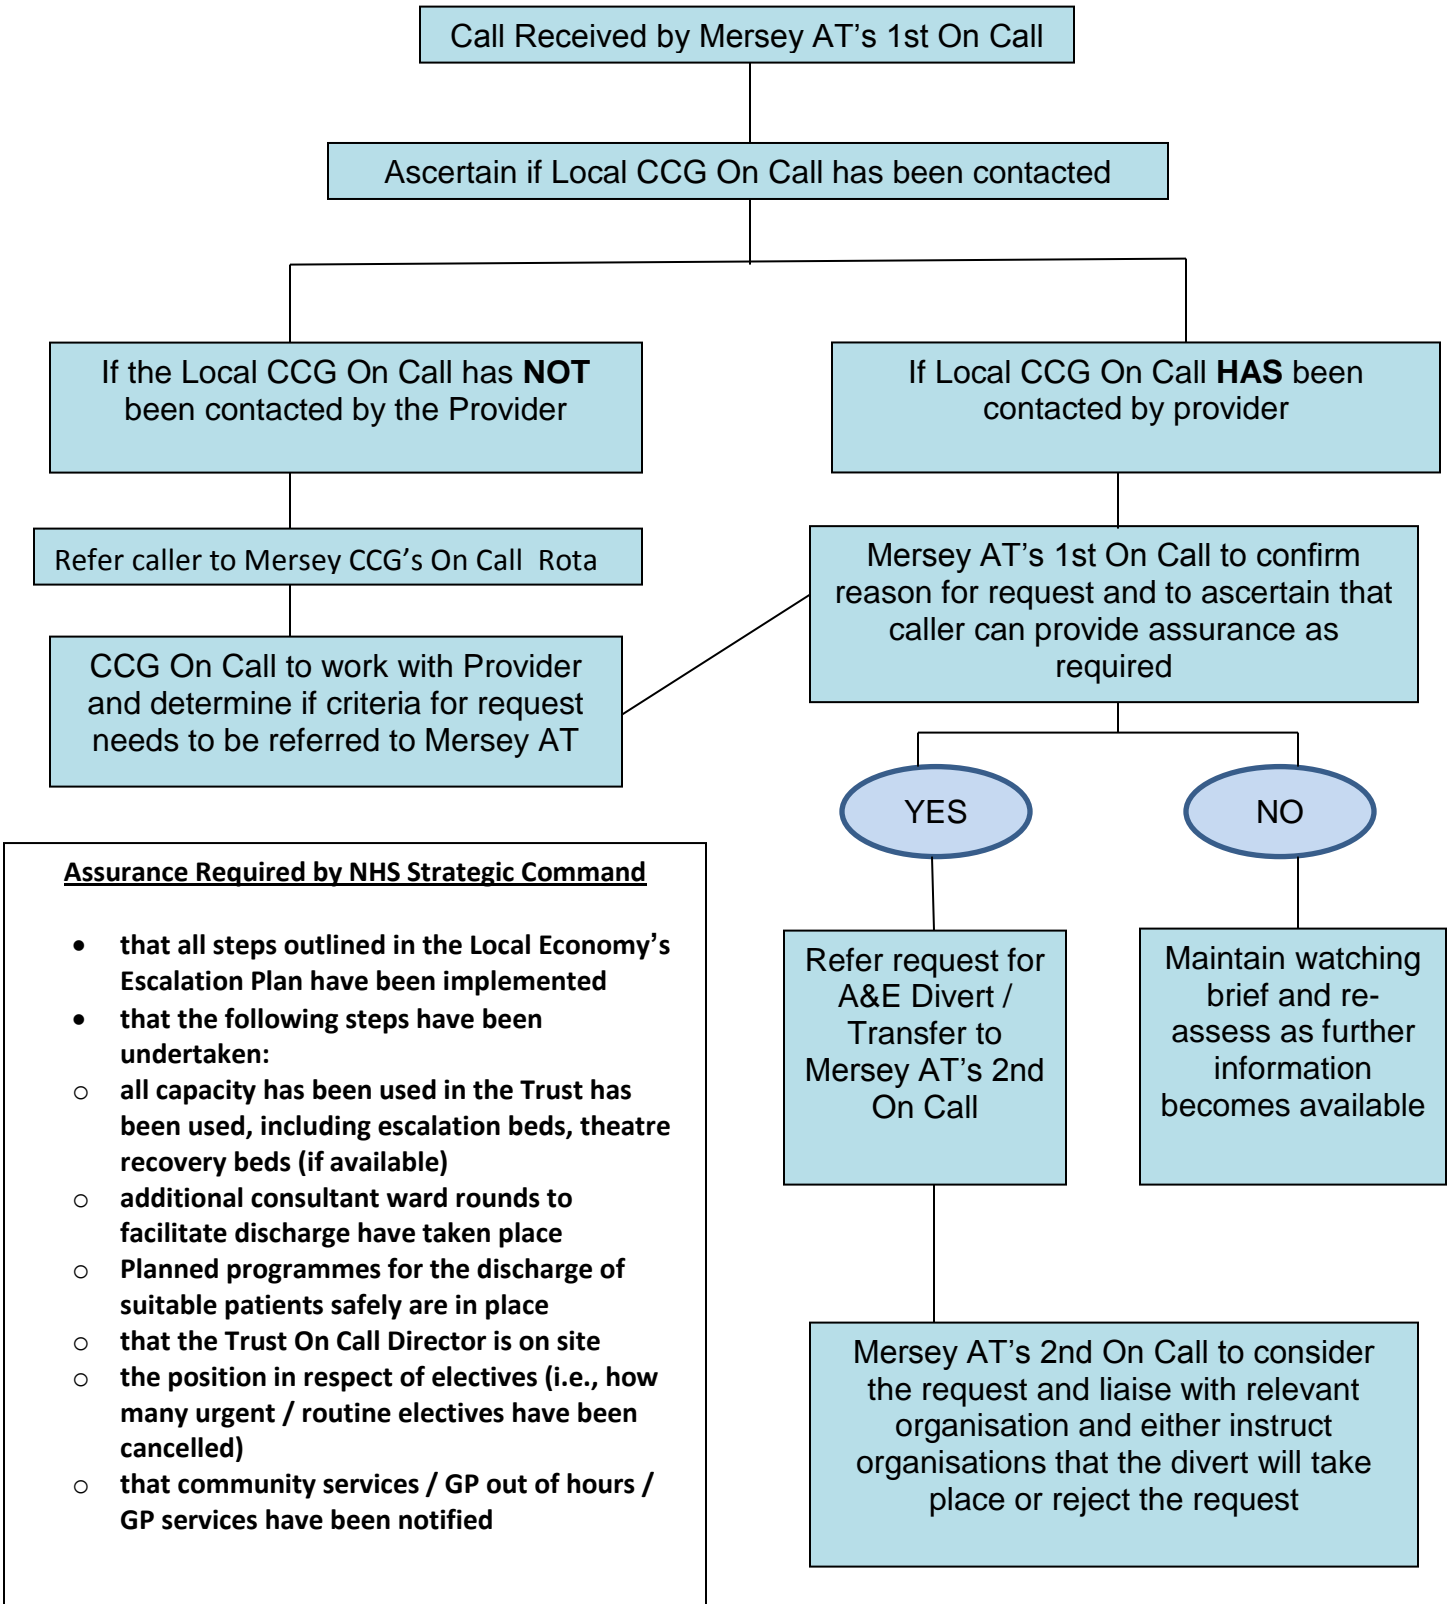 Call Received by Mersey AT’s 1st On Call
Ascertain if Local CCG On Call has been contacted
If the Local CCG On Call has NOT
been contacted by the Provider
If Local CCG On Call HAS been
contacted by provider
Refer caller to Mersey CCG’s On Call  Rota
Mersey AT’s 1st On Call to confirm
reason for request and to ascertain that
caller can provide assurance as
required
CCG On Call to work with Provider
and determine if criteria for request
needs to be referred to Mersey AT
YES
NO
Refer request for
A&E Divert /
Transfer to
Mersey AT’s 2nd
On Call
Maintain watching
brief and re-
assess as further
information
becomes available
Mersey AT’s 2nd On Call to consider
the request and liaise with relevant
organisation and either instruct
organisations that the divert will take
place or reject the request
Assurance Required by NHS Strategic Command
• that all steps outlined in the Local Economy’s
Escalation Plan have been implemented
• that the following steps have been
undertaken:
o all capacity has been used in the Trust has
been used, including escalation beds, theatre
recovery beds (if available)
o additional consultant ward rounds to
facilitate discharge have taken place
o Planned programmes for the discharge of
suitable patients safely are in place
o that the Trust On Call Director is on site
o the position in respect of electives (i.e., how
many urgent / routine electives have been
cancelled)
o that community services / GP out of hours /
GP services have been notified